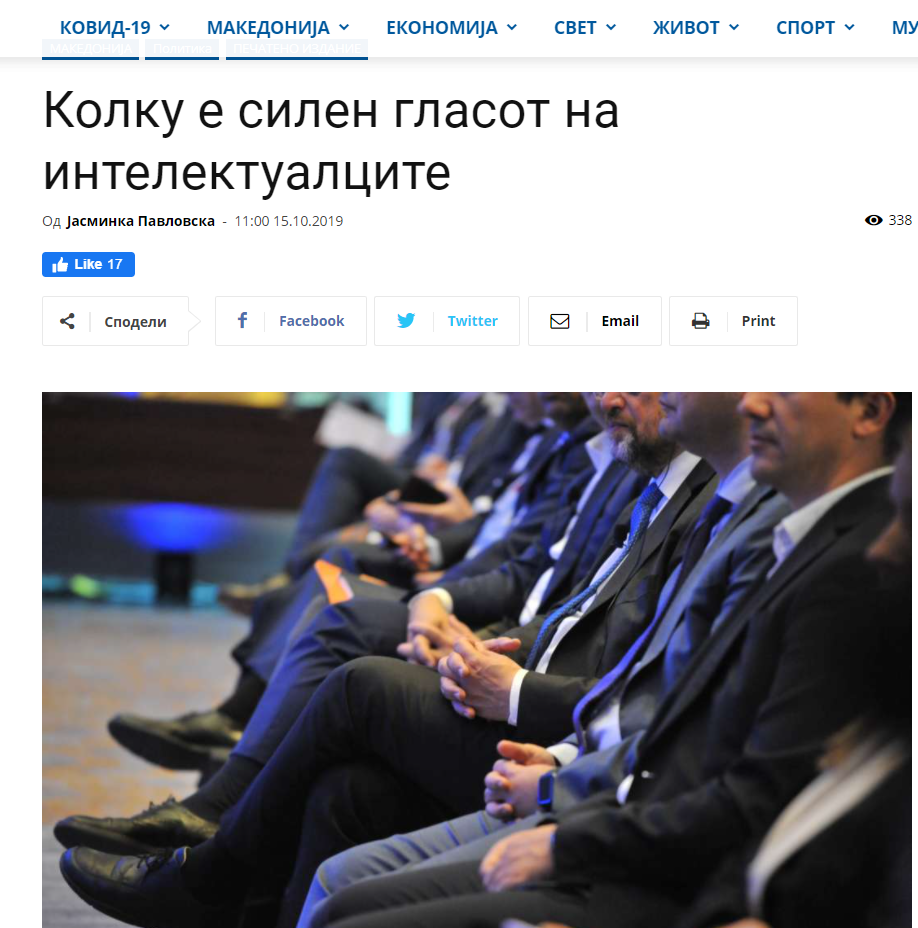 КОВИД-19 МАКЕДОНИЈА ЕКОНОМИЈА СВЕТ ЖИВОТ СПОРТ МУ
МАКЕДОНИЈА Политика ПЕЧАТЕНО ИЗДАНИЕ
Колку е силен гласот на
интелектуалците
Од Јасминка Павловска - 11:00 15.10.2019 338
Like 17
Сподели Facebook Twitter Email Print